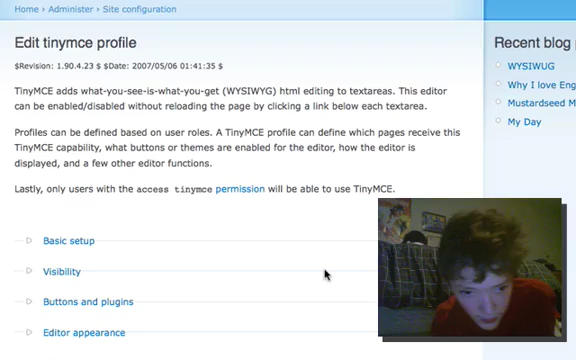 Home › Administer › Site configuration
Edit tinymce profile
$Revision: 1.90.4.23 $ $Date: 2007/05/06 01:41:35 $
TinyMCE adds what-you-see-is-what-you-get (WYSIWYG) html editing to textareas. This editor
can be enabled/disabled without reloading the page by clicking a link below each textarea.
Profiles can be defined based on user roles. A TinyMCE profile can define which pages receive this
TinyMCE capability, what buttons or themes are enabled for the editor, how the editor is
displayed, and a few other editor functions.
Lastly, only users with the access tinymce permission will be able to use TinyMCE.
Basic setup
Visibility
Buttons and plugins
Editor appearance
Recent blog
WYSIWUG
Why I love Eng
Mustardseed M
My Day